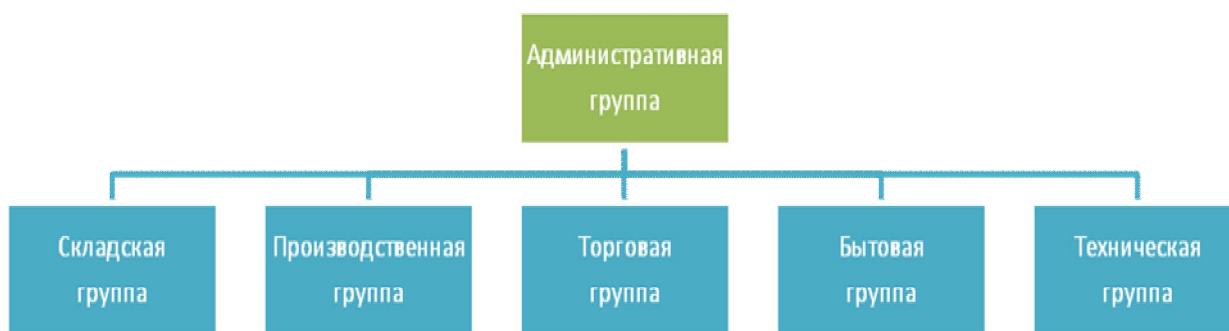 Административная
группа
Складская
группа
Производственная
группа
Торговая
группа
Бытовая
группа
Техническая
группа